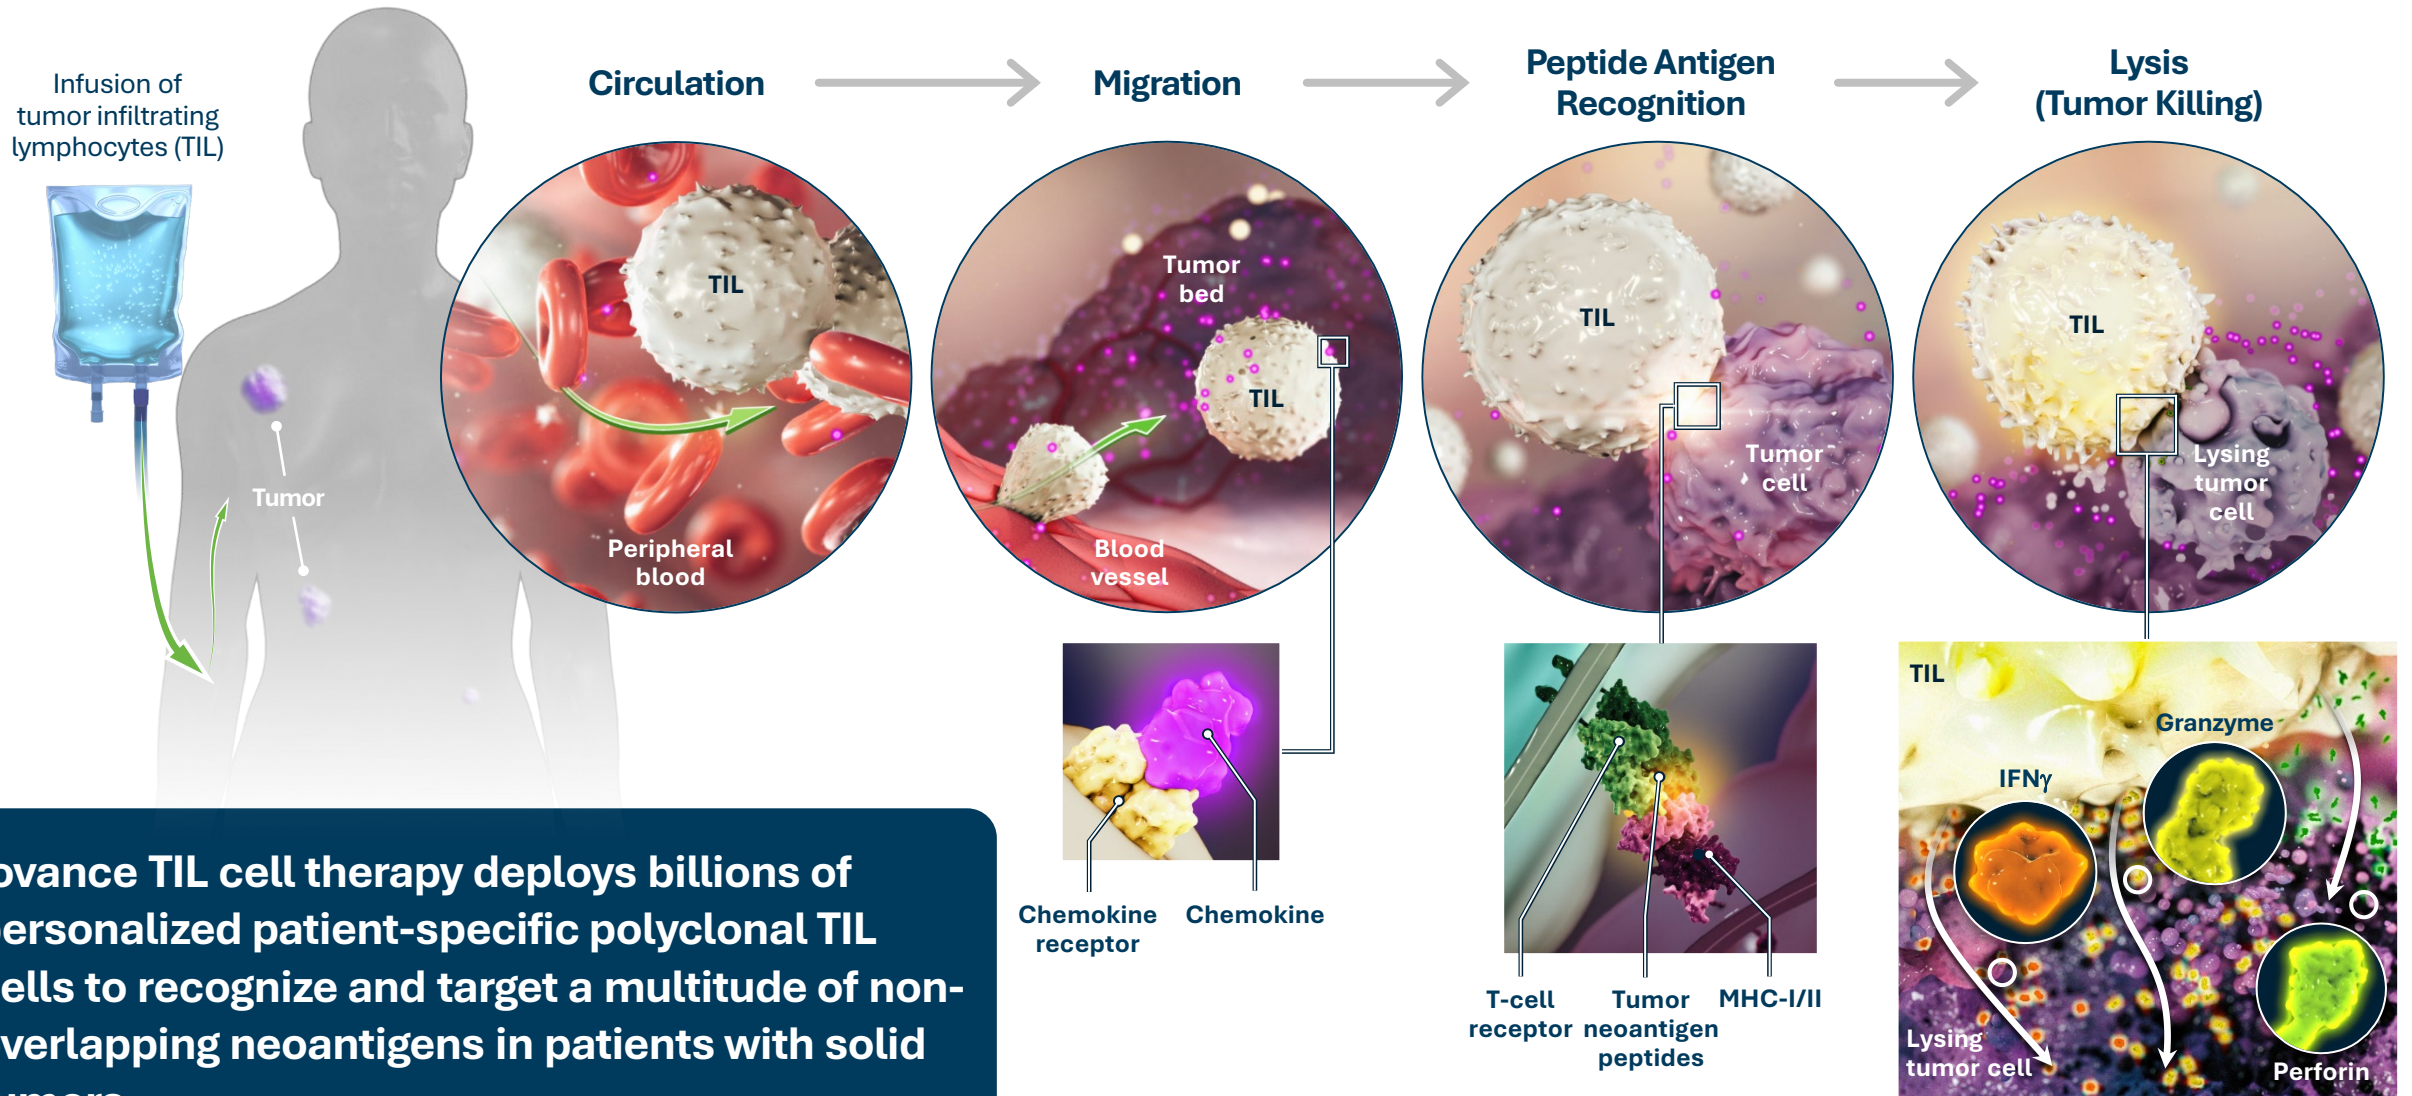 Infusion of
tumor infiltrating
lymphocytes (TIL)
Tumor
Circulation
TIL
Peripheral
blood
Migration
Tumor
bed
TIL
Blood
vessel
Chemokine
receptor
Chemokine
Peptide Antigen
Recognition
TIL
Tumor
cell
T-cell
receptor
Tumor
neoantigen
peptides
MHC-I/II
Lysis
(Tumor Killing)
TIL
Lysing
tumor
cell
TIL
Granzyme
IFNγ
Lysing
tumor cell
Perforin
ovance TIL cell therapy deploys billions of
ersonalized patient-specific polyclonal TIL
ells to recognize and target a multitude of non-
verlapping neoantigens in patients with solid